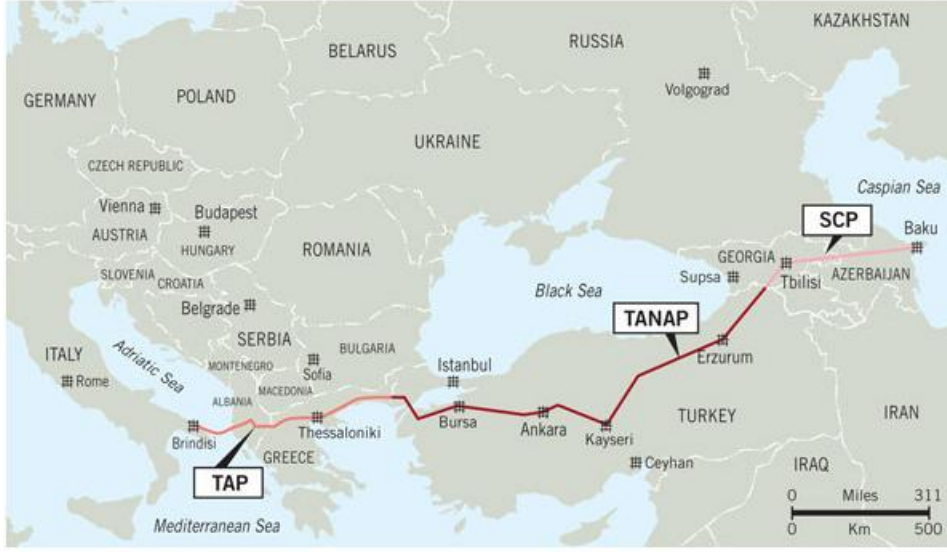 KAZAKHSTAN
BELARUS
RUSSIA
Volgograd
GERMANY
POLAND
UKRAINE
CZECH REPUBLIC
Caspian Sea
Vienna
Budapest
SCP
AUSTRIA
HUNGARY
ROMANIA
Baku
GEORGIA
SLOVENIA
CROATIA
Supsa
Tbilisi
AZERBAIJAN
Black Sea
Belgrade
TANAP
SERBIA
ITALY
Adriatic Sea
BULGARIA
Erzurum
MONTENEGRO
Sofia
Istanbul
Rome
MACEDONIA
ALBANIA
TURKEY
IRAN
Brindisi
Thessaloniki
Bursa
Ankara
Kayseri
GREECE
Ceyhan
IRAQ
TAP
0 Miles 311
0 Km 500
Mediterranean Sea